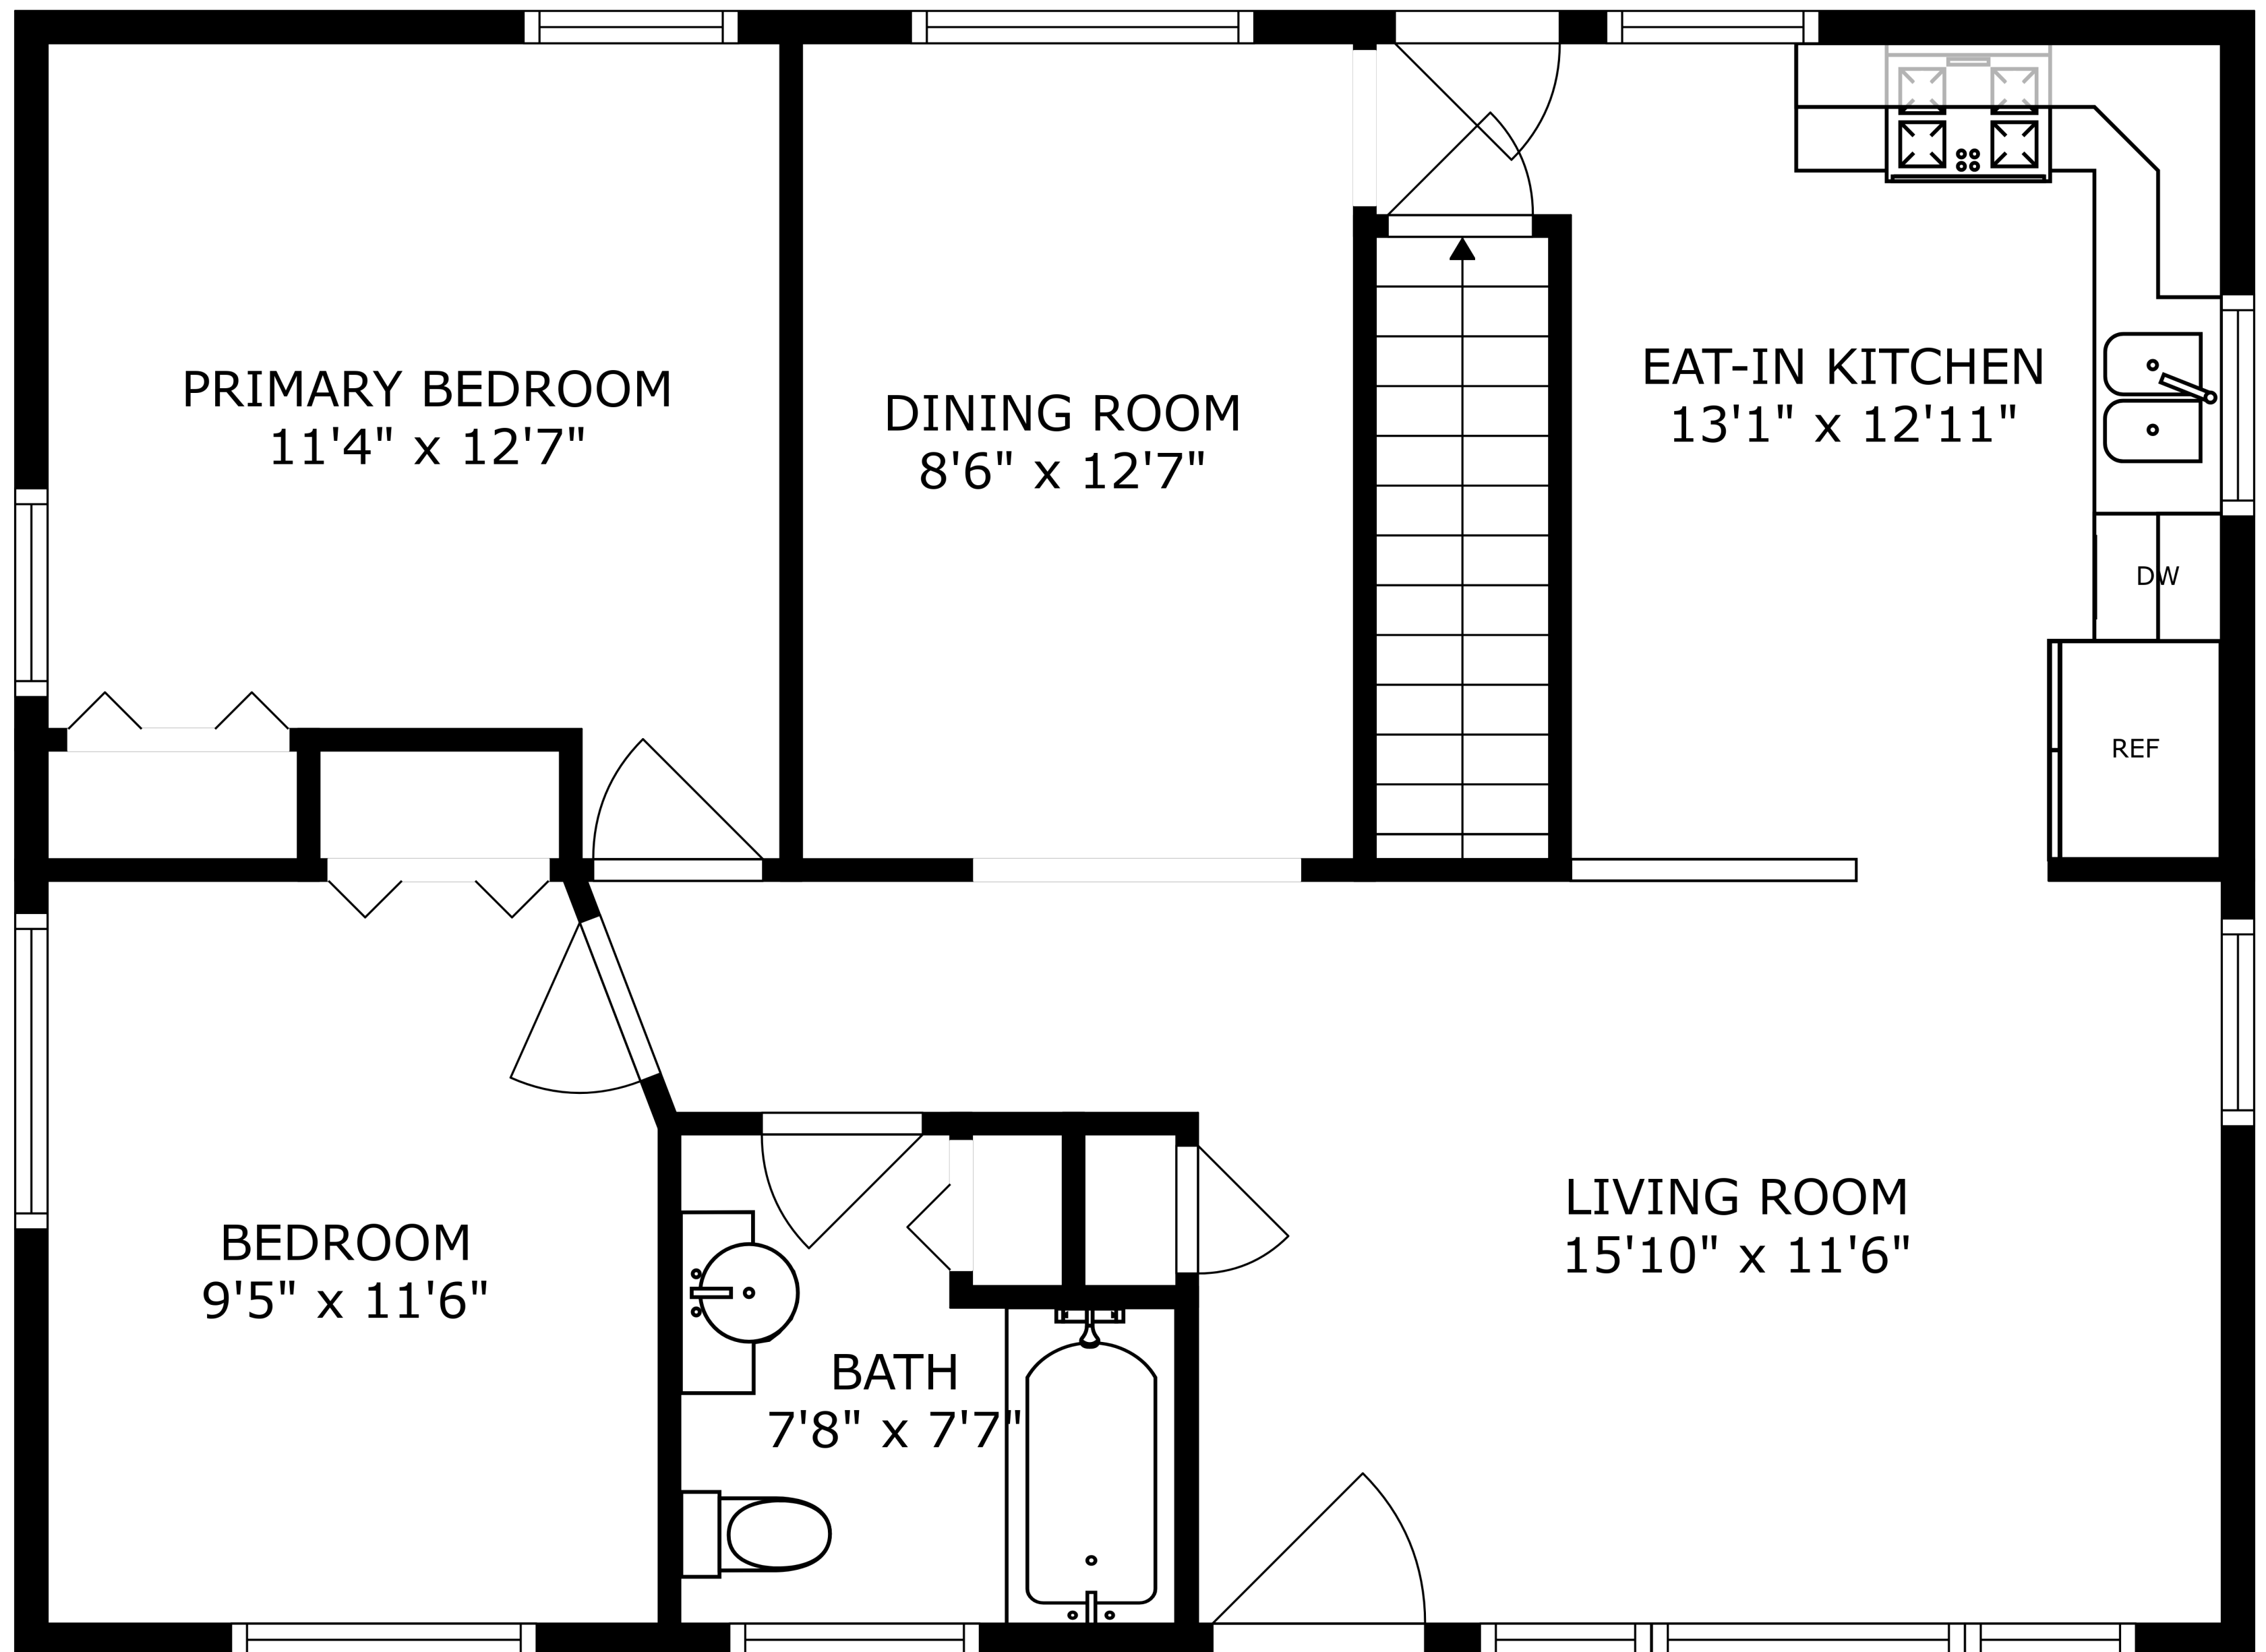 PRIMARY BEDROOM
11'4" x 12'7"
DINING ROOM
8'6" x 12'7"
EAT-IN KITCHEN
13'1" x 12'11"
DW
REF
BEDROOM
9'5" x 11'6"
BATH
7'8" x 7'7"
LIVING ROOM
15'10" x 11'6"